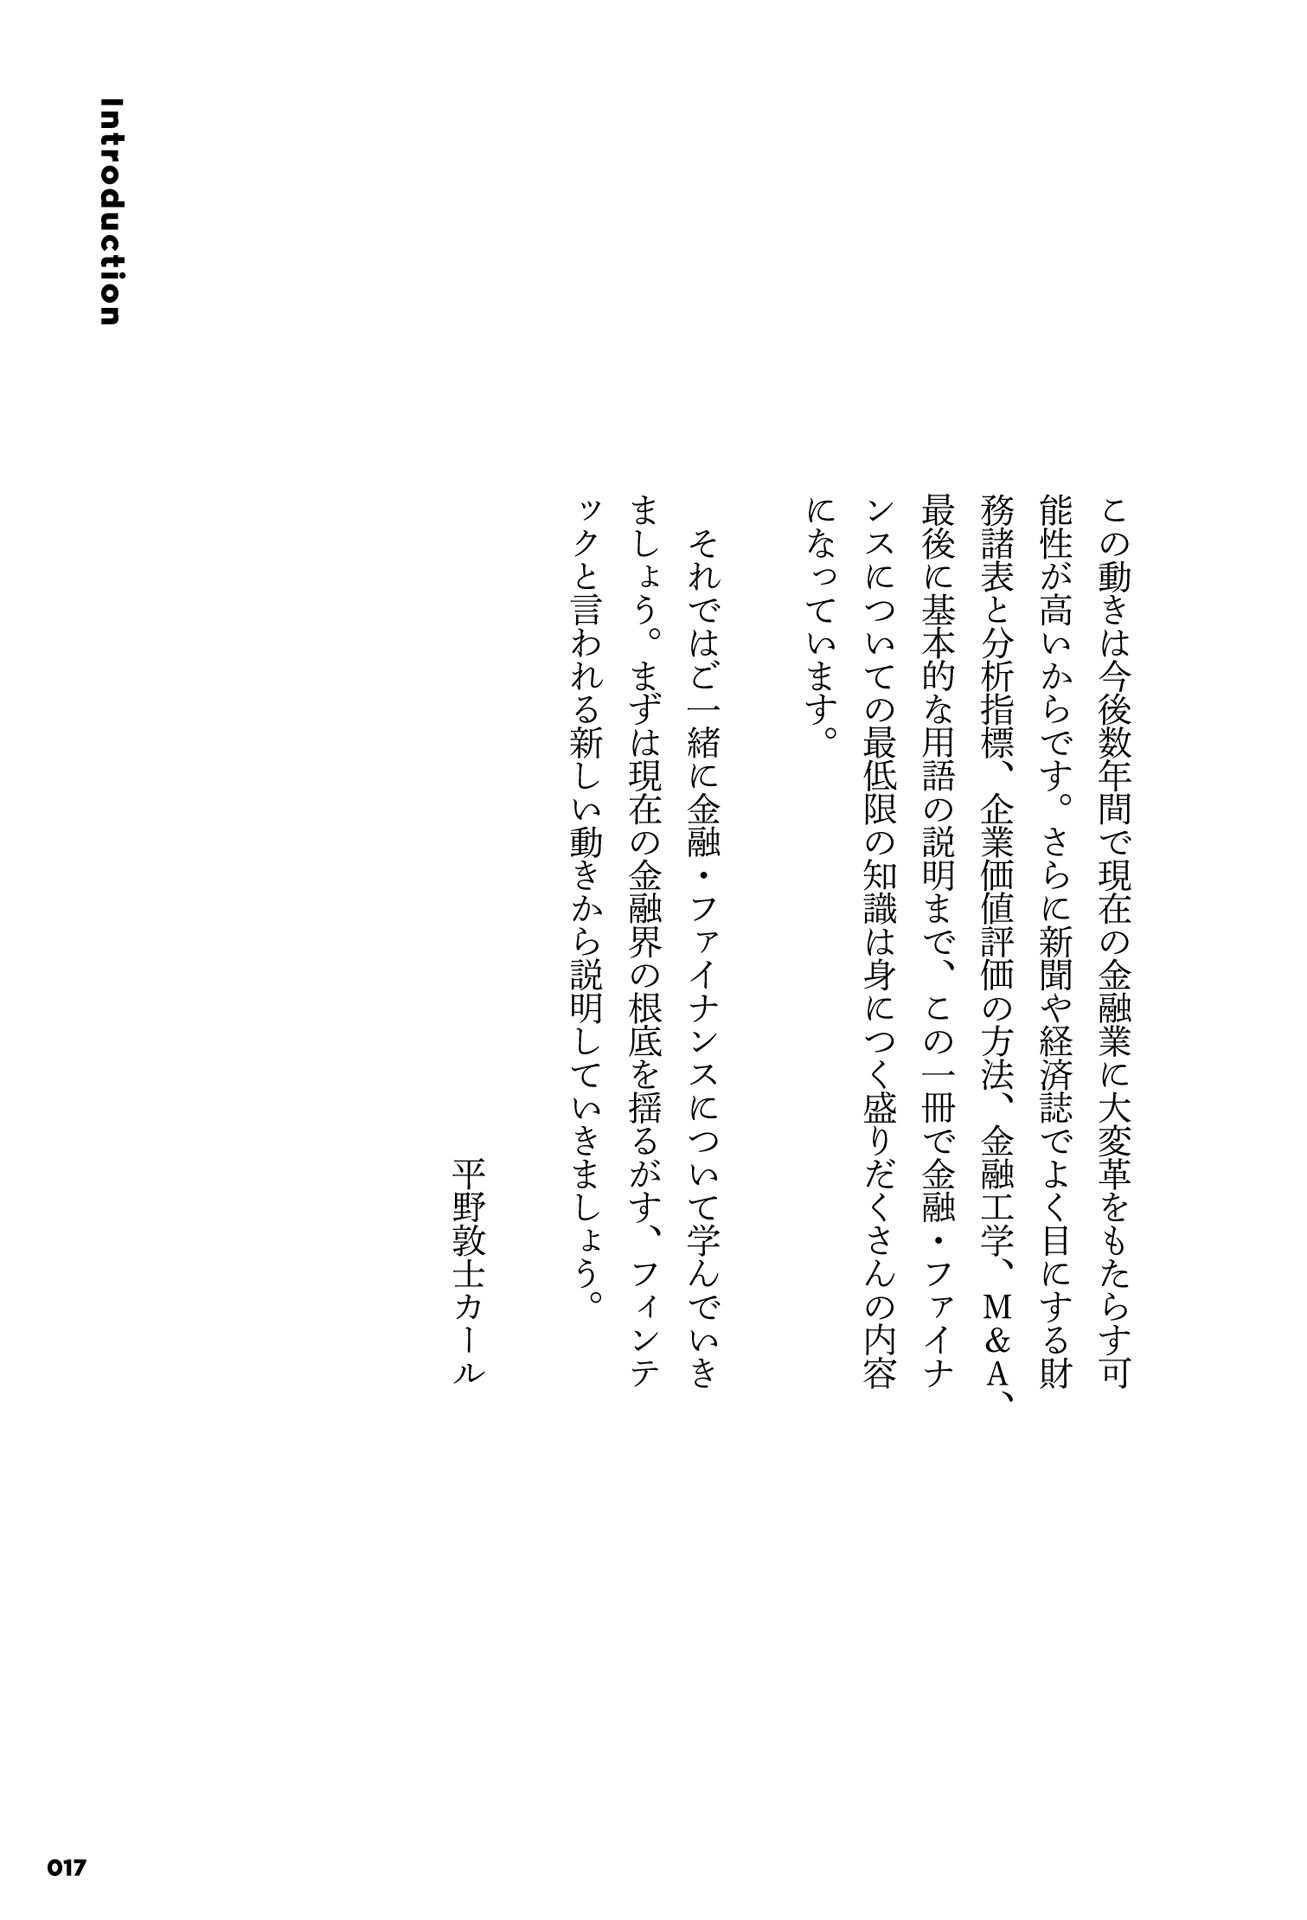 Introduction
この動きは今後数年間で現在の金融業に大変革をもたらす可
能性が高いからです。さらに新聞や経済誌でよく目にする財
務諸表と分析指標、企業価値評価の方法、金融工学、M&A、
最後に基本的な用語の説明まで、この一冊で金融・ファイナ
ンスについての最低限の知識は身につく盛りだくさんの内容
になっています。
それではご一緒に金融・ファイナンスについて学んでいき
ましょう。まずは現在の金融界の根底を揺るがす、フィンテ
ックと言われる新しい動きから説明していきましょう。
平野敦士カール
017